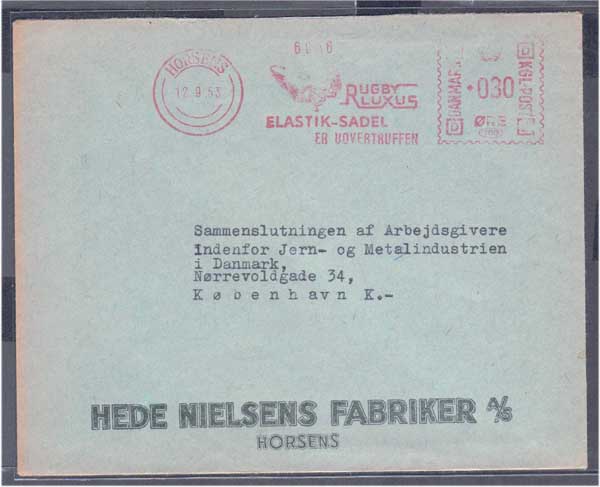 HORSENS
12.9.53
RUGBY
LUXUS
ELASTIK-SADEL
ER UOVERTRUFFEN
DANMARK
·030
ØRE
KGL·POST
Sammenslutningen af Arbejdsgivere
Indenfor Jern- og Metalindustrien
i Danmark,
Nørrevoldgade 34,
København K.-
HEDE NIELSENS FABRIKER A/S
HORSENS